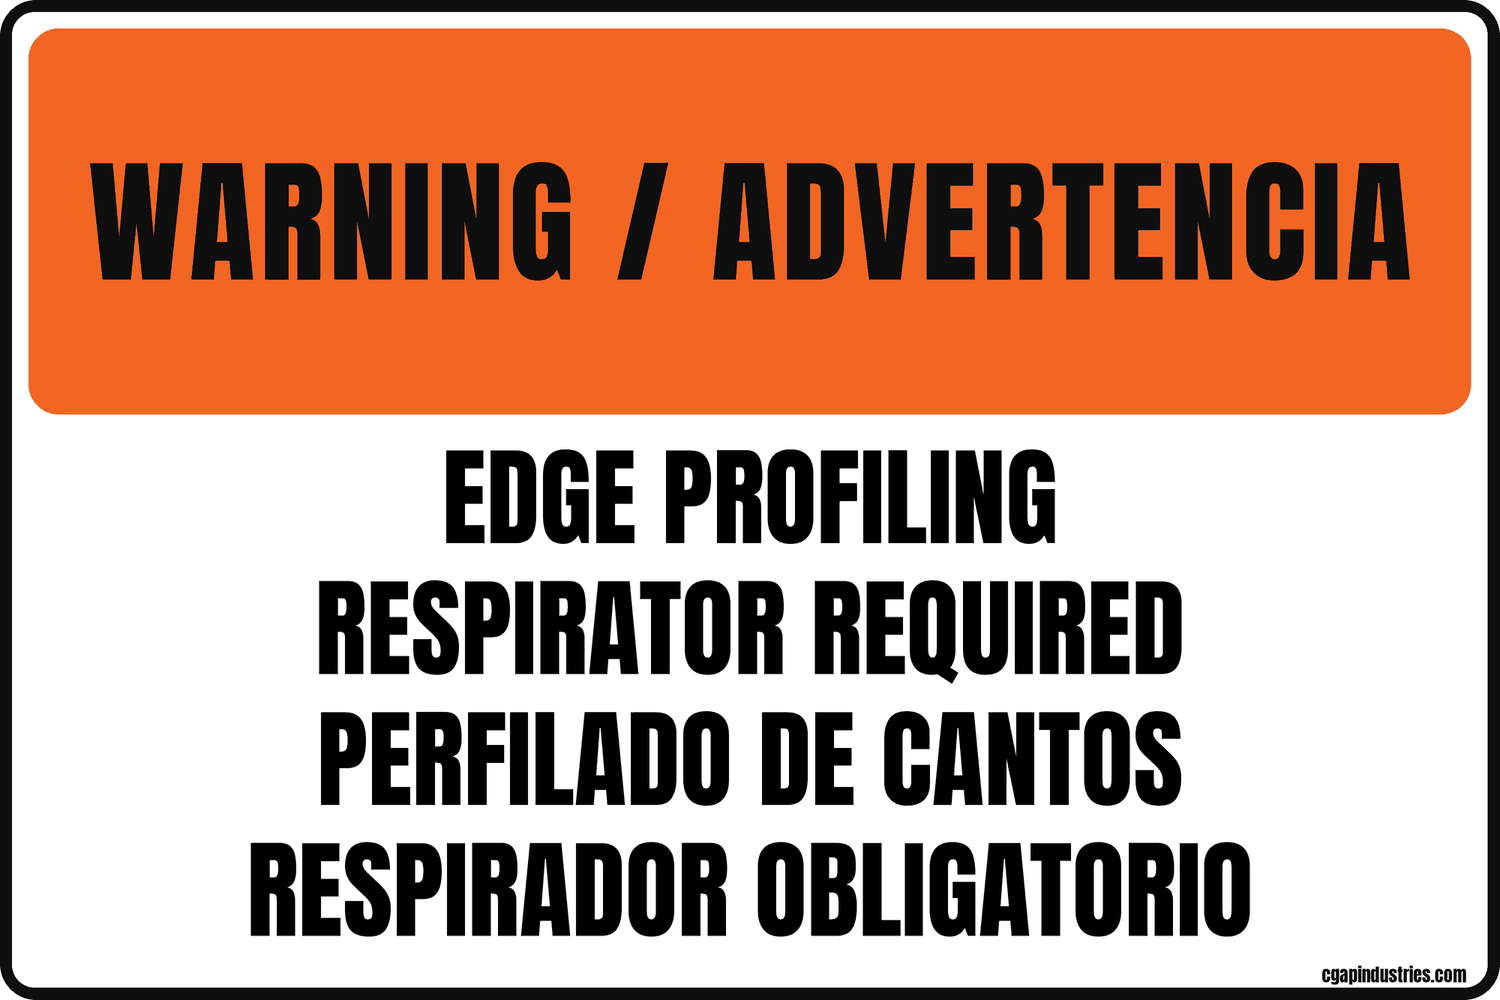 WARNING / ADVERTENCIA
EDGE PROFILING
RESPIRATOR REQUIRED
PERFILADO DE CANTOS
RESPIRADOR OBLIGATORIO
cgapindustries.com